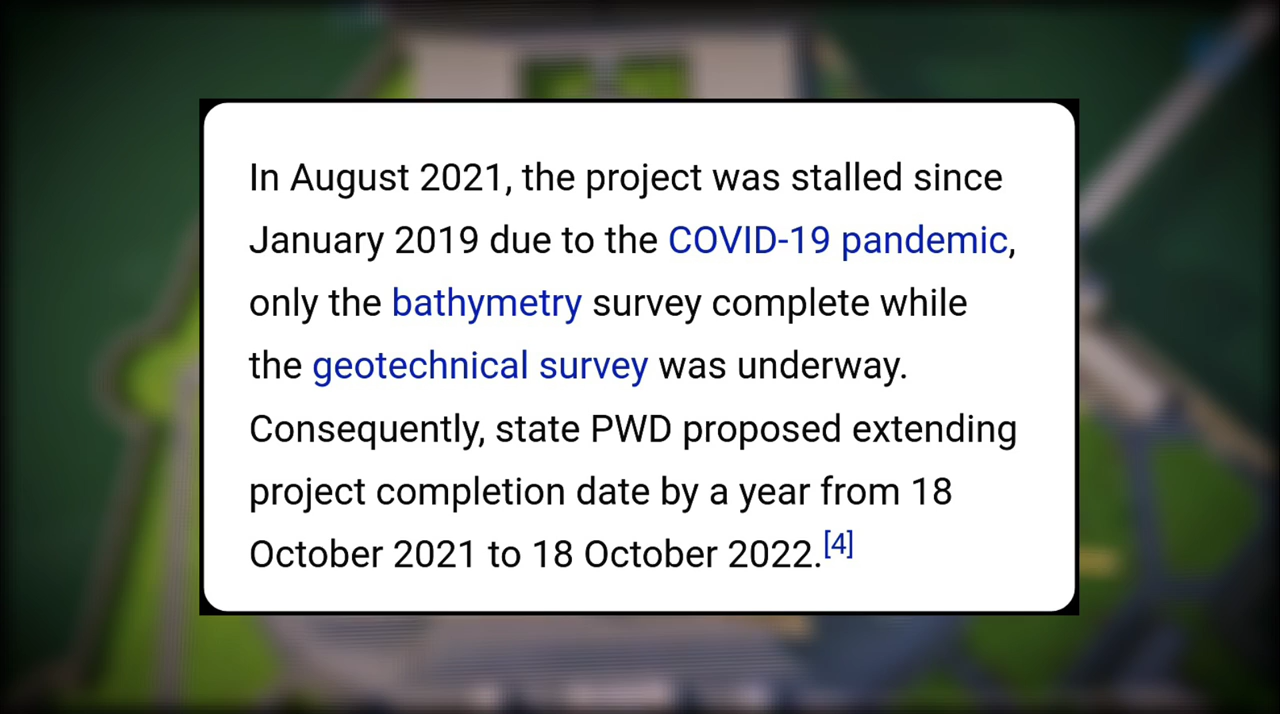 In August 2021, the project was stalled since
January 2019 due to the COVID-19 pandemic,
only the bathymetry survey complete while
the geotechnical survey was underway.
Consequently, state PWD proposed extending
project completion date by a year from 18
October 2021 to 18 October 2022.[4]